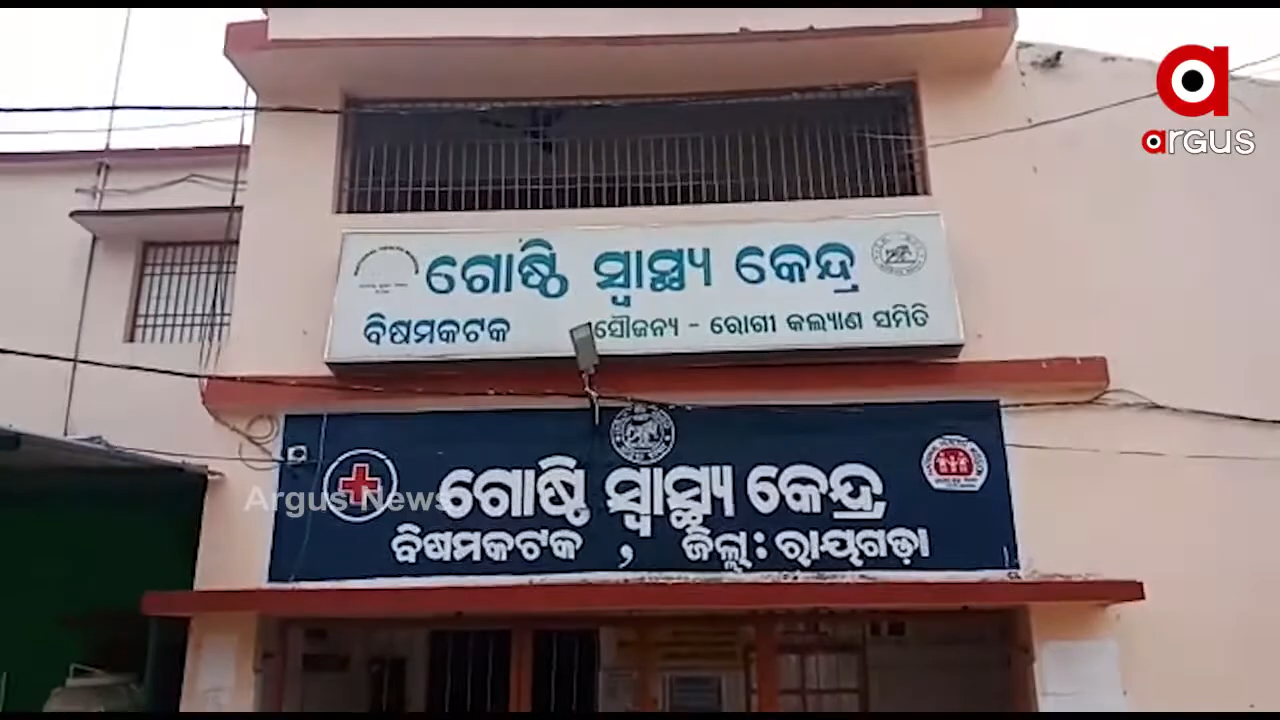 argus
ଗୋଷ୍ଠୀ ସ୍ୱାସ୍ଥ୍ୟ କେନ୍ଦ୍ର
ବିଷମକଟକ ସୌଜନ୍ୟ - ରୋଗୀ କଲ୍ୟାଣ ସମିତି
ଗୋଷ୍ଠୀ ସ୍ୱାସ୍ଥ୍ୟ କେନ୍ଦ୍ର
Argus News
ବିଷମକଟକ , ଜିଲ୍ଲା : ରାୟଗଡ଼ା